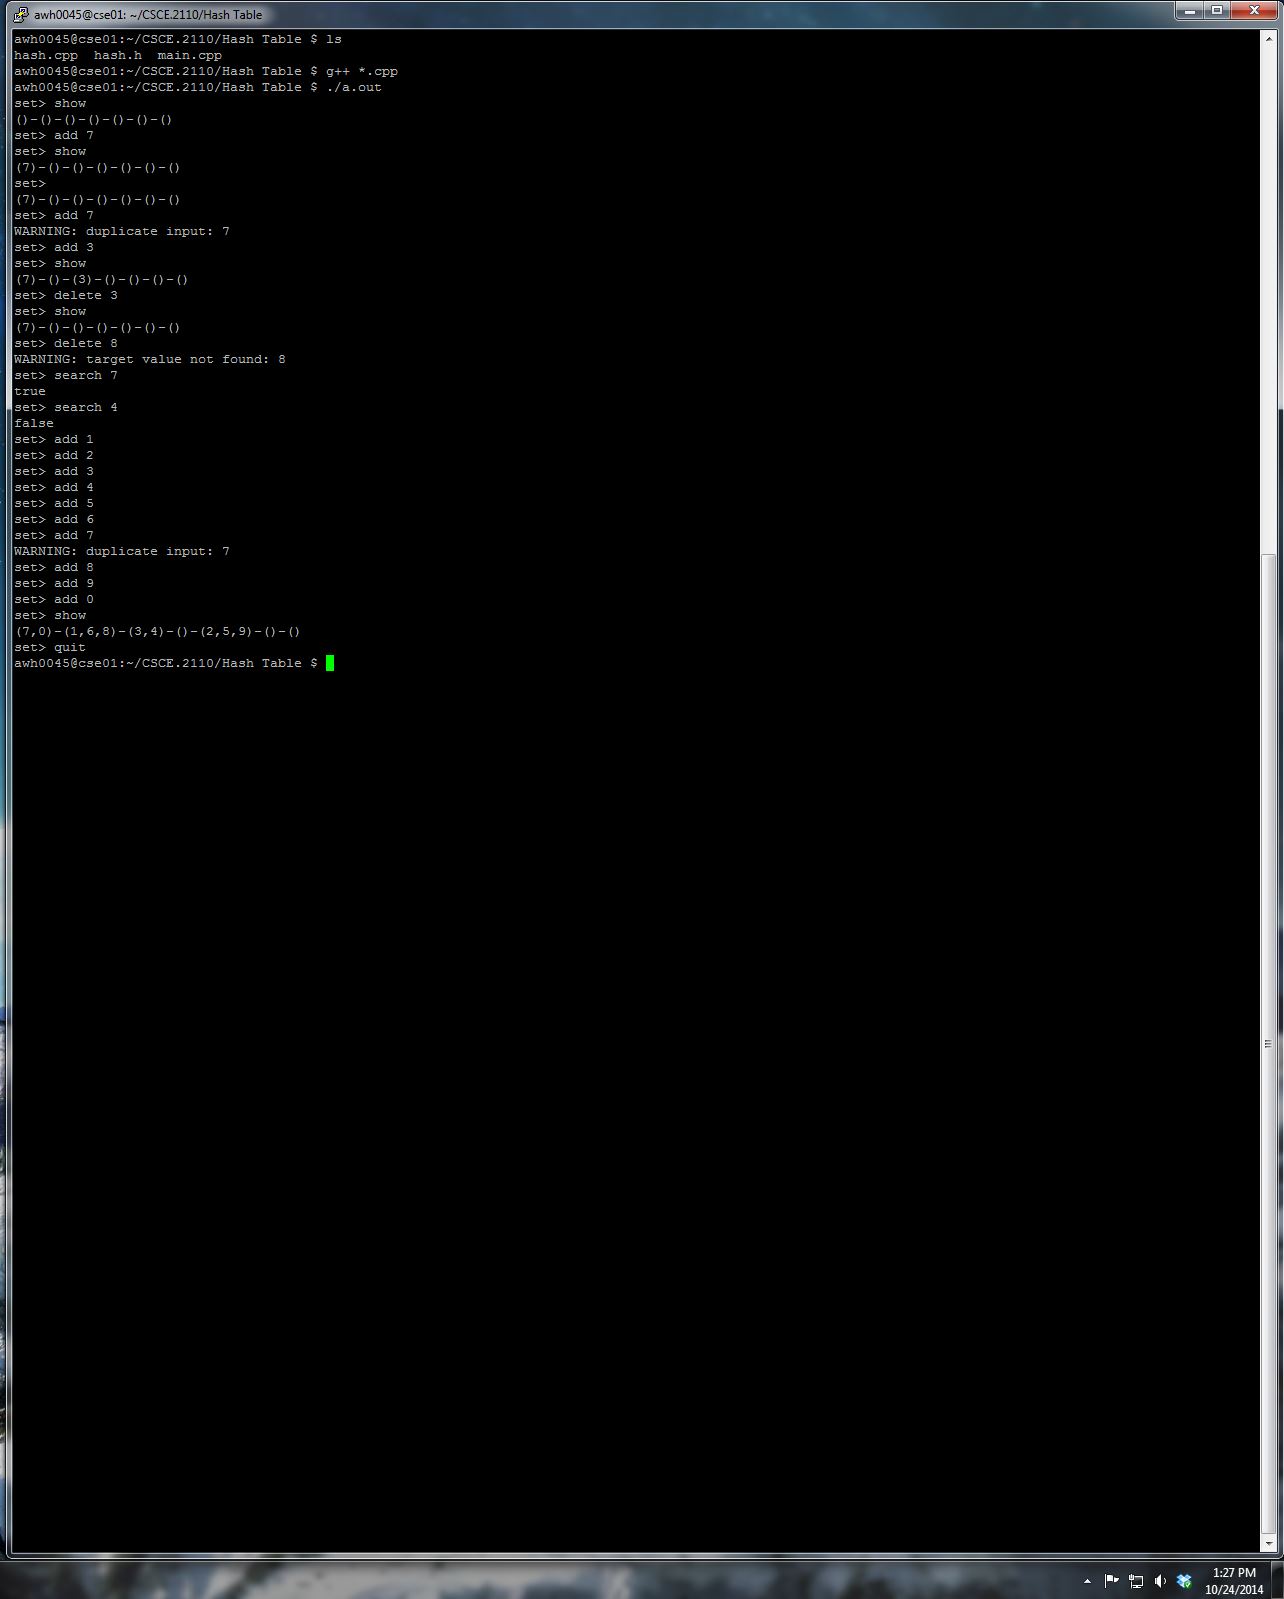 awh0045@cse01: ~/CSCE.2110/Hash Table
awh0045@cse01:~/CSCE.2110/Hash Table $ ls
hash.cpp  hash.h  main.cpp
awh0045@cse01:~/CSCE.2110/Hash Table $ g++ *.cpp
awh0045@cse01:~/CSCE.2110/Hash Table $ ./a.out
set> show
()-()-()-()-()-()-()
set> add 7
set> show
(7)-()-()-()-()-()-()
set>
(7)-()-()-()-()-()-()
set> add 7
WARNING: duplicate input: 7
set> add 3
set> show
(7)-()-(3)-()-()-()-()
set> delete 3
set> show
(7)-()-()-()-()-()-()
set> delete 8
WARNING: target value not found: 8
set> search 7
true
set> search 4
false
set> add 1
set> add 2
set> add 3
set> add 4
set> add 5
set> add 6
set> add 7
WARNING: duplicate input: 7
set> add 8
set> add 9
set> add 0
set> show
(7,0)-(1,6,8)-(3,4)-()-(2,5,9)-()-()
set> quit
awh0045@cse01:~/CSCE.2110/Hash Table $
1:27 PM
10/24/2014